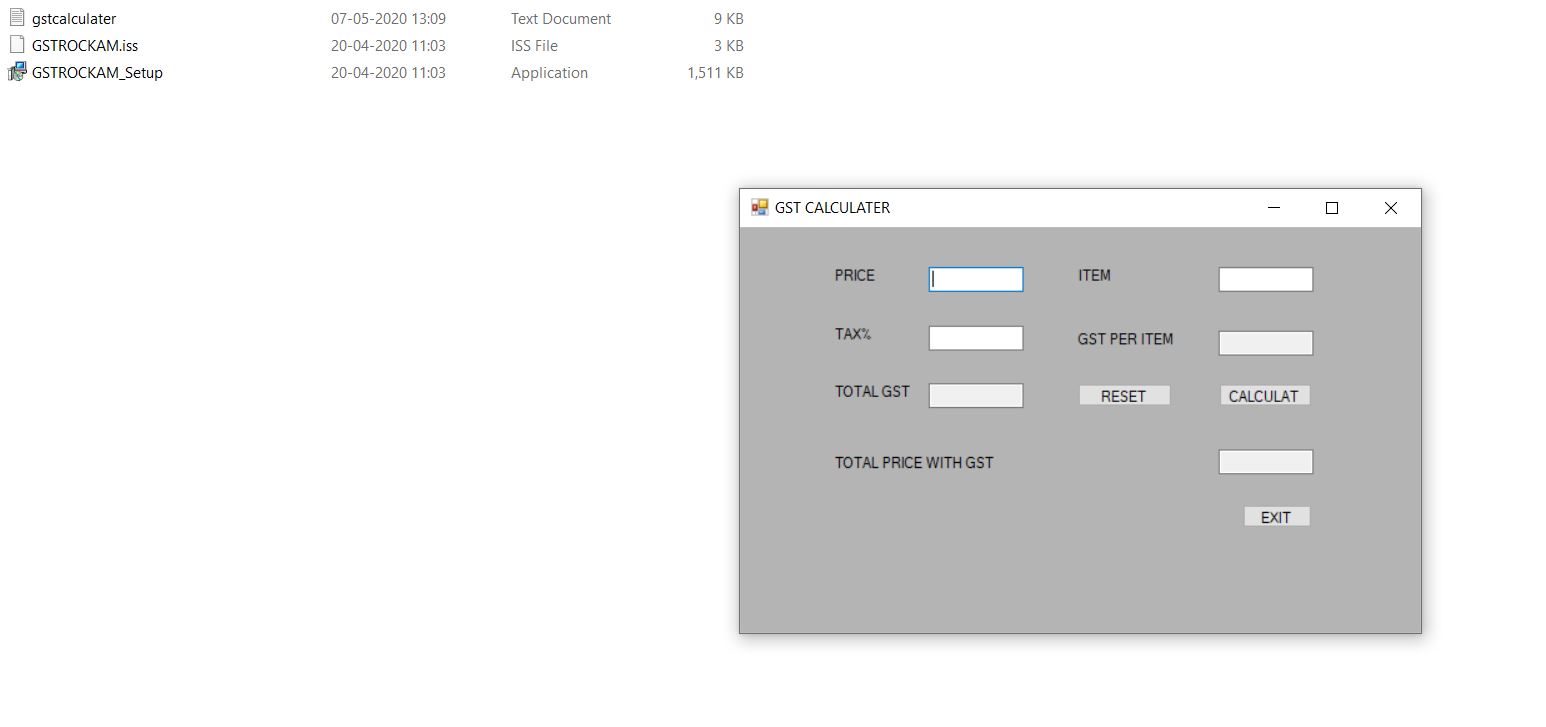 gstcalculater 07-05-2020 13:09 Text Document 9 KB
GSTROCKAM.iss 20-04-2020 11:03 ISS File 3 KB
GSTROCKAM_Setup 20-04-2020 11:03 Application 1,511 KB
GST CALCULATER
PRICE ITEM
TAX% GST PER ITEM
TOTAL GST RESET CALCULAT
TOTAL PRICE WITH GST
EXIT